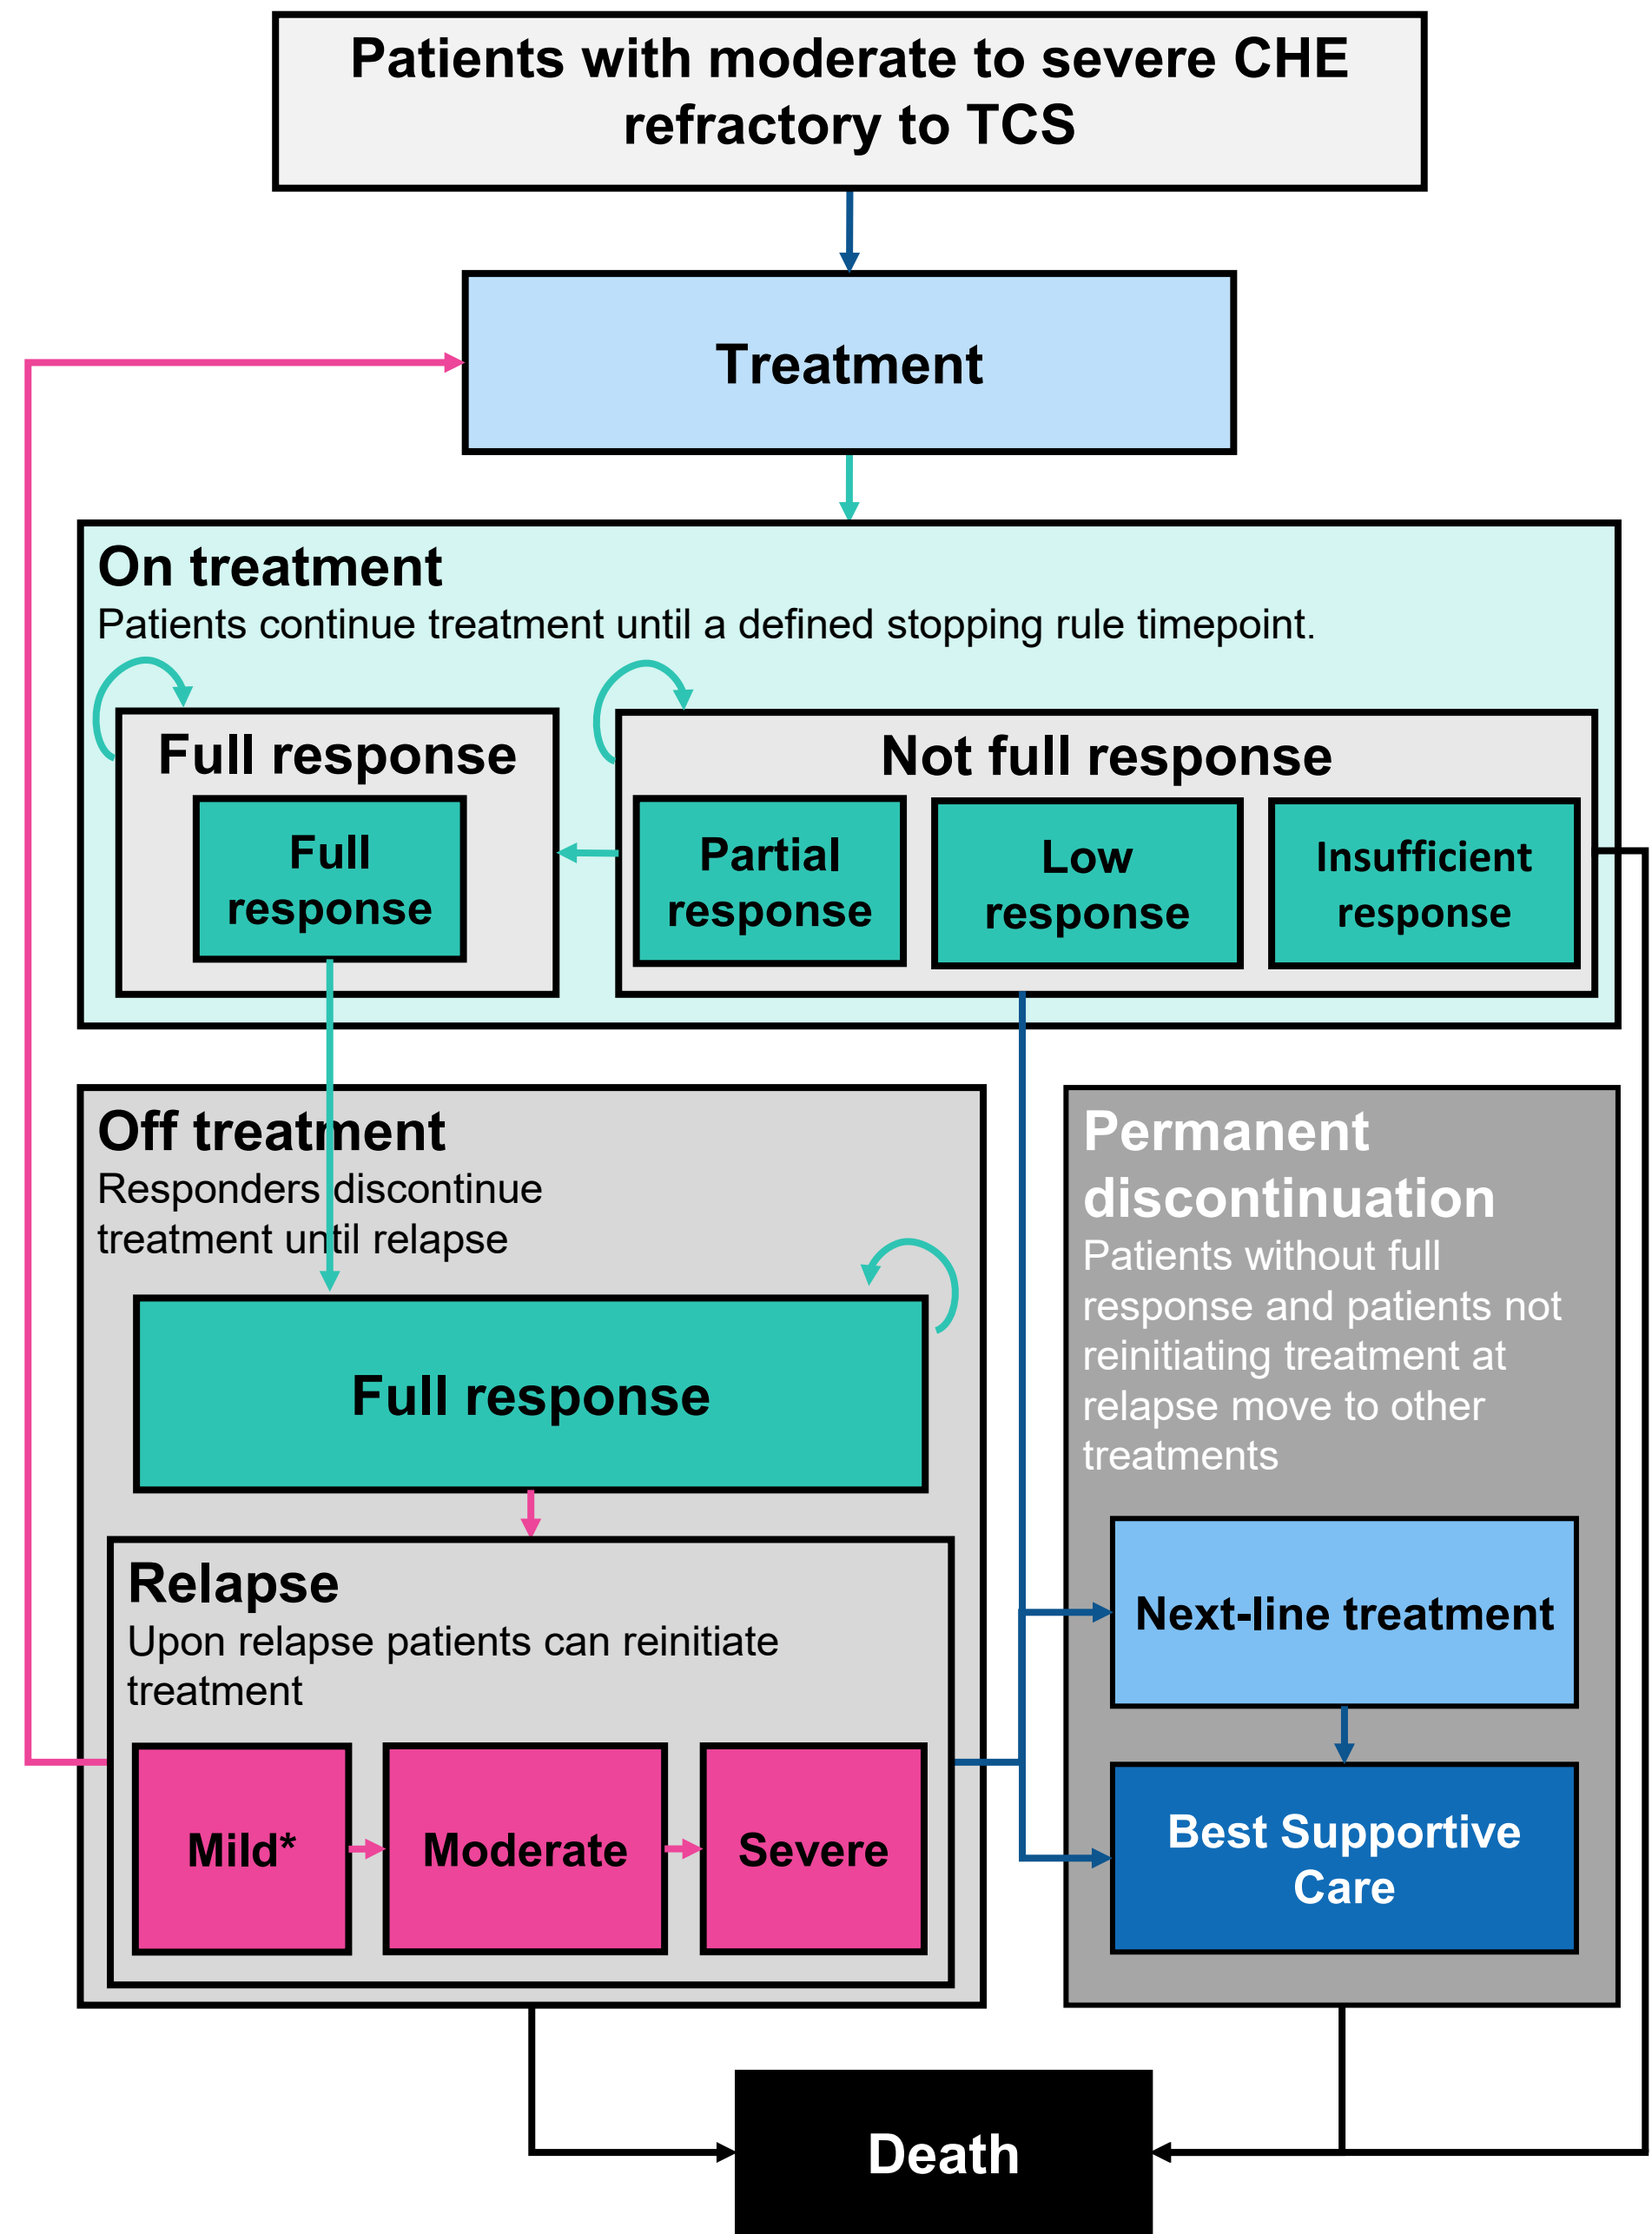 Patients with moderate to severe CHE
refractory to TCS
Treatment
On treatment
Patients continue treatment until a defined stopping rule timepoint.
Full response
Full
response
Not full response
Partial
response
Low
response
Insufficient
response
Off treatment
Responders discontinue
treatment until relapse
Full response
Relapse
Upon relapse patients can reinitiate
treatment
Mild*
Moderate
Severe
Permanent
discontinuation
Patients without full
response and patients not
reinitiating treatment at
relapse move to other
treatments
Next-line treatment
Best Supportive
Care
Death